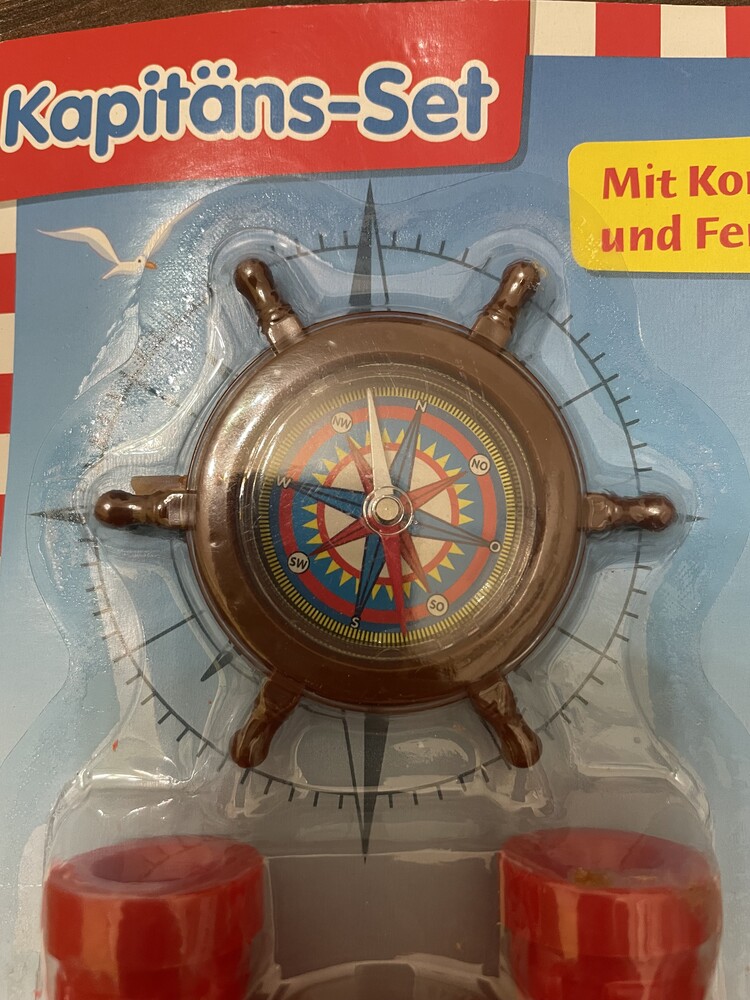 Kapitäns-Set
Mit Ko
und Fe
N
NW
NO
W
O
SW
SO
S